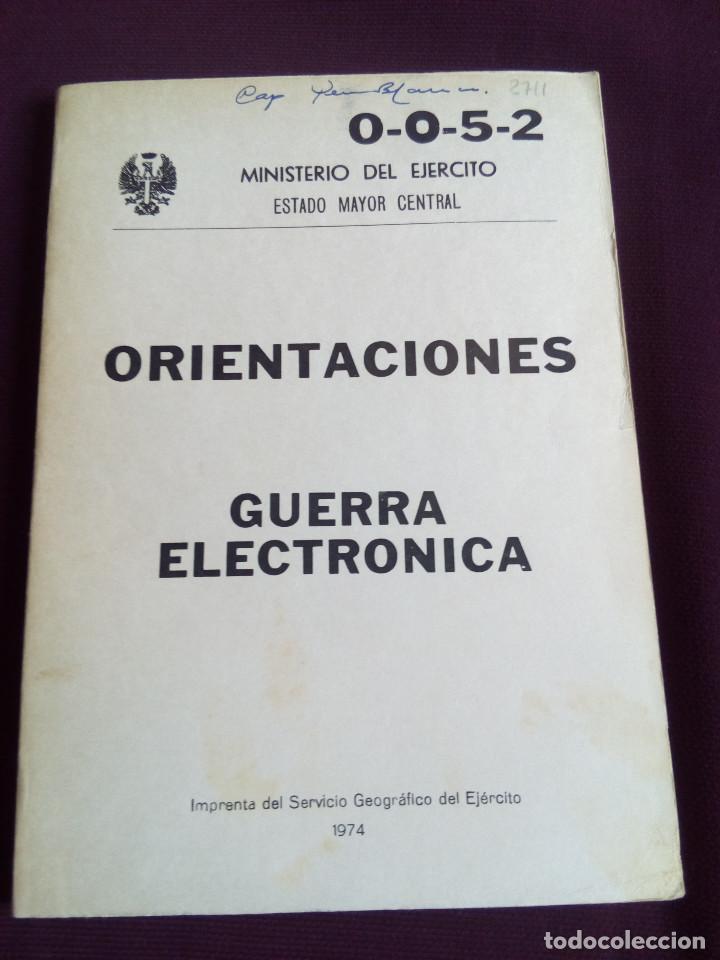 Cap
2711
0-0-5-2
MINISTERIO DEL EJERCITO
ESTADO MAYOR CENTRAL
ORIENTACIONES
GUERRA
ELECTRONICA
Imprenta del Servicio Geográfico del Ejército
1974
todocoleccion